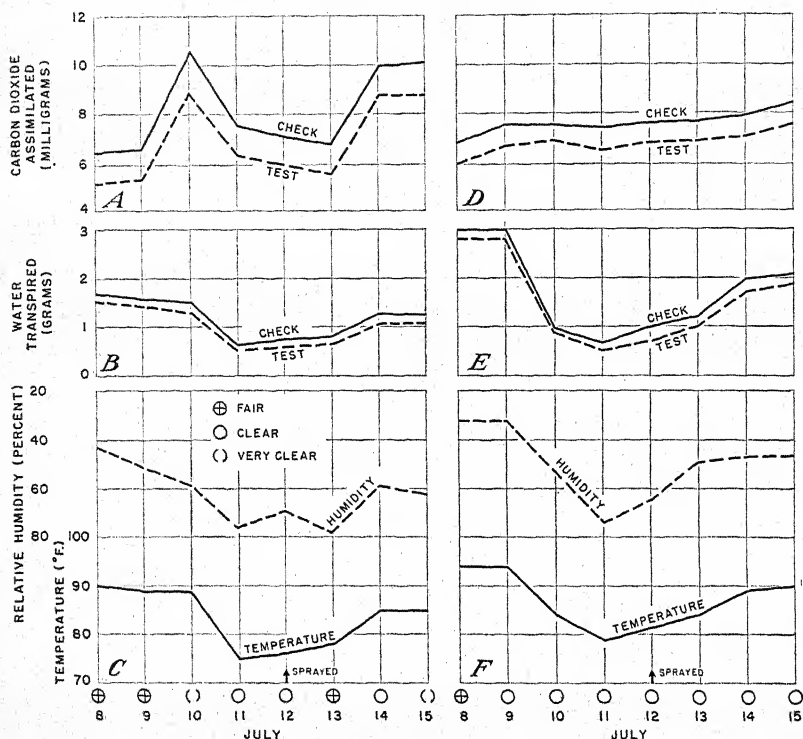 CARBON DIOXIDE
ASSIMILATED
(MILLIGRAMS)
12
10
8
6
4
CHECK
TEST
A
CHECK
TEST
D
WATER
TRANSPIRED
(GRAMS)
3
2
1
0
CHECK
TEST
B
CHECK
TEST
E
RELATIVE HUMIDITY (PERCENT)
20
40
60
80
TEMPERATURE (°F.)
100
90
80
70
FAIR
CLEAR
VERY CLEAR
HUMIDITY
TEMPERATURE
C
SPRAYED
HUMIDITY
TEMPERATURE
F
SPRAYED
8 9 10 11 12 13 14 15
JULY
8 9 10 11 12 13 14 15
JULY